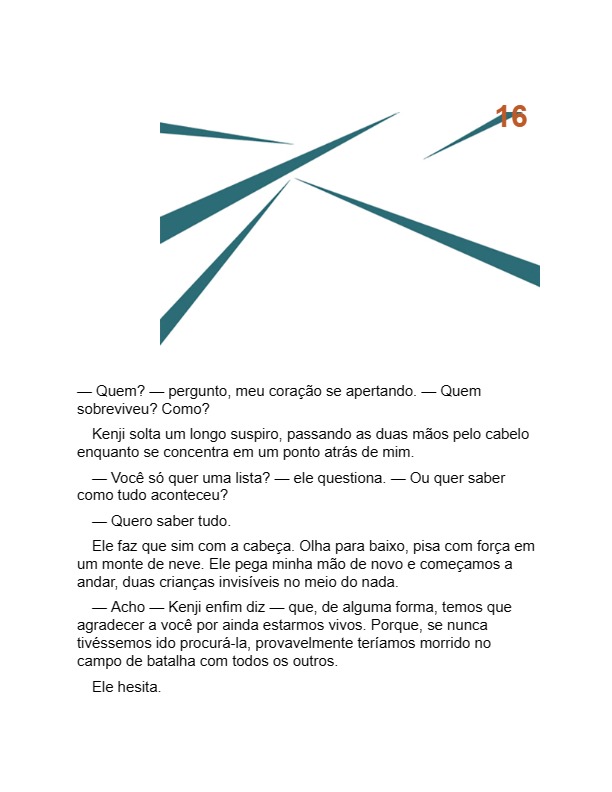 16
— Quem? — pergunto, meu coração se apertando. — Quem
sobreviveu? Como?
Kenji solta um longo suspiro, passando as duas mãos pelo cabelo
enquanto se concentra em um ponto atrás de mim.
— Você só quer uma lista? — ele questiona. — Ou quer saber
como tudo aconteceu?
— Quero saber tudo.
Ele faz que sim com a cabeça. Olha para baixo, pisa com força em
um monte de neve. Ele pega minha mão de novo e começamos a
andar, duas crianças invisíveis no meio do nada.
— Acho — Kenji enfim diz — que, de alguma forma, temos que
agradecer a você por ainda estarmos vivos. Porque, se nunca
tivéssemos ido procurá-la, provavelmente teríamos morrido no
campo de batalha com todos os outros.
Ele hesita.